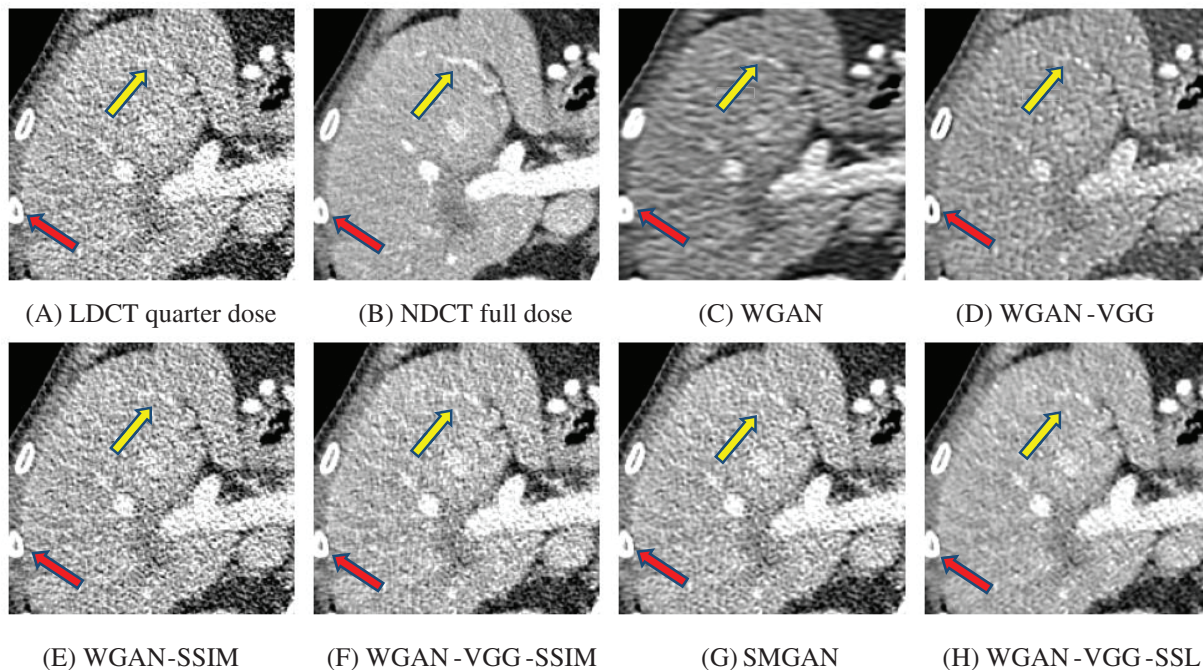 (A) LDCT quarter dose
(B) NDCT full dose
(C) WGAN
(D) WGAN-VGG
(E) WGAN-SSIM
(F) WGAN-VGG-SSIM
(G) SMGAN
(H) WGAN-VGG-SSL